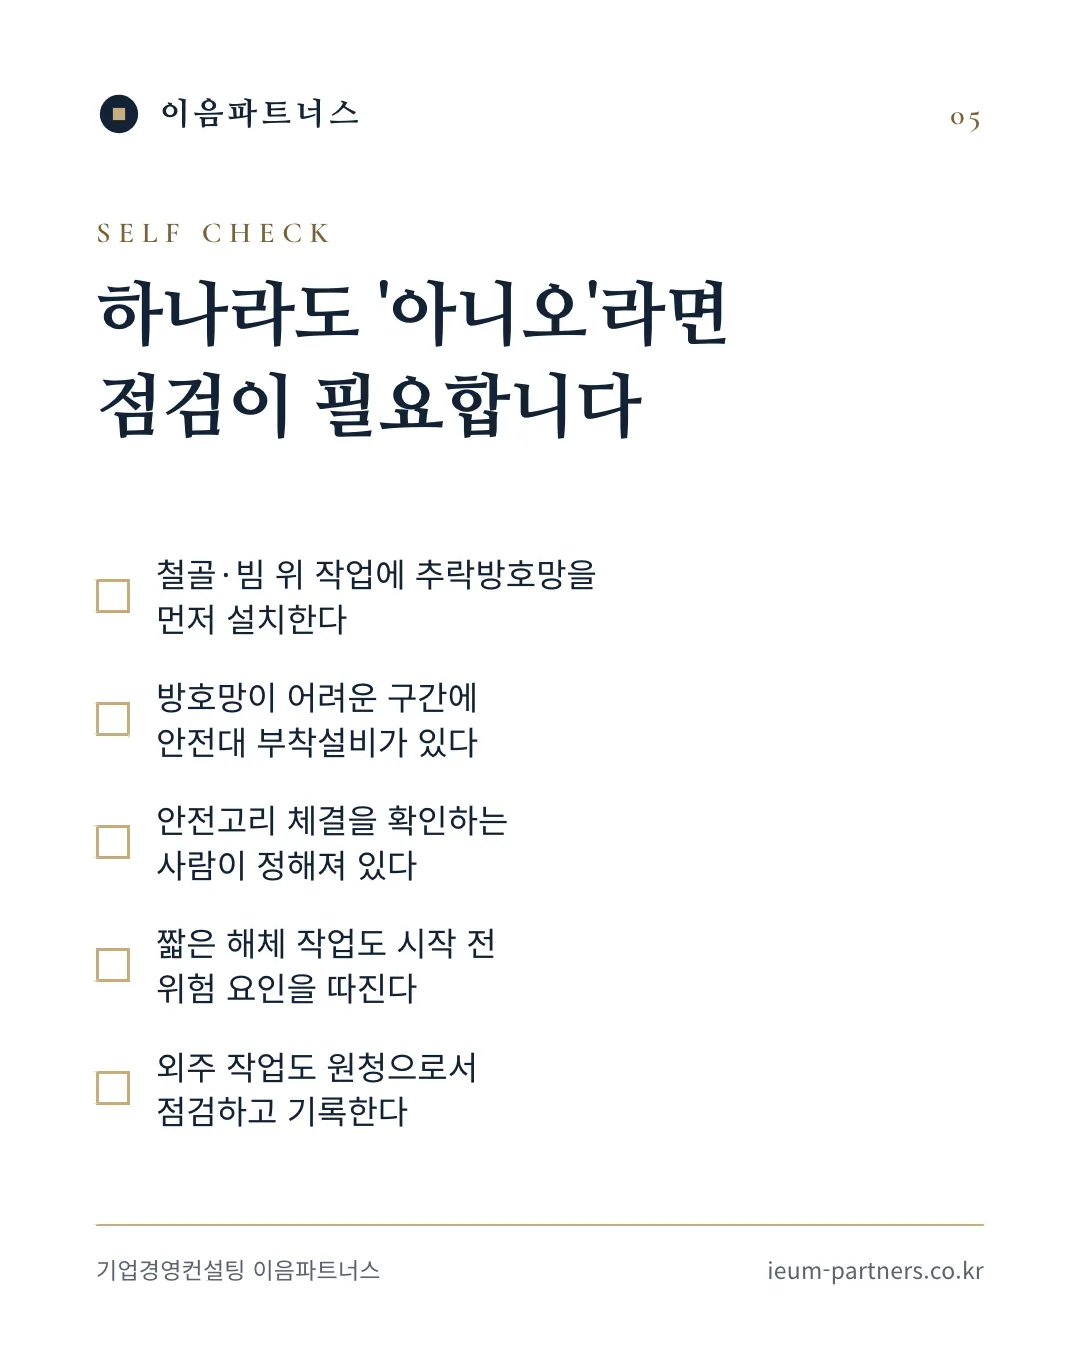 이음파트너스
05
SELF CHECK
하나라도 '아니오'라면
점검이 필요합니다
철골·빔 위 작업에 추락방호망을
먼저 설치한다
방호망이 어려운 구간에
안전대 부착설비가 있다
안전고리 체결을 확인하는
사람이 정해져 있다
짧은 해체 작업도 시작 전
위험 요인을 따진다
외주 작업도 원청으로서
점검하고 기록한다
기업경영컨설팅 이음파트너스
ieum-partners.co.kr